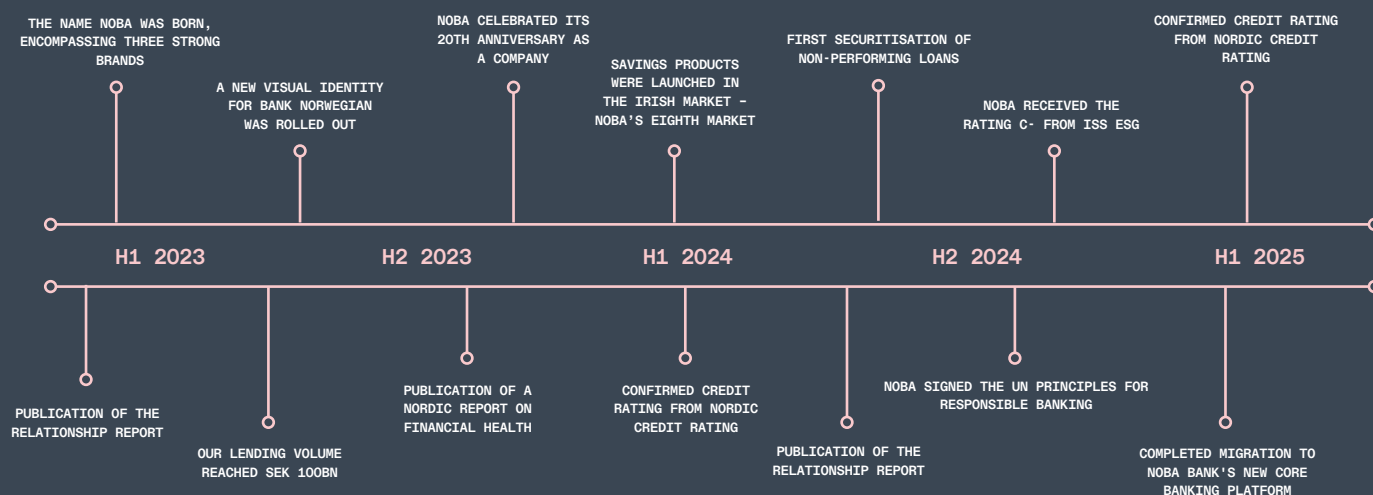 THE NAME NOBA WAS BORN,
ENCOMPASSING THREE STRONG
BRANDS
A NEW VISUAL IDENTITY
FOR BANK NORWEGIAN
WAS ROLLED OUT
NOBA CELEBRATED ITS
20TH ANNIVERSARY AS
A COMPANY
SAVINGS PRODUCTS
WERE LAUNCHED IN
THE IRISH MARKET –
NOBA'S EIGHTH MARKET
FIRST SECURITISATION OF
NON-PERFORMING LOANS
NOBA RECEIVED THE
RATING C- FROM ISS ESG
CONFIRMED CREDIT RATING
FROM NORDIC CREDIT
RATING
H1 2023
H2 2023
H1 2024
H2 2024
H1 2025
PUBLICATION OF THE
RELATIONSHIP REPORT
OUR LENDING VOLUME
REACHED SEK 100BN
PUBLICATION OF A
NORDIC REPORT ON
FINANCIAL HEALTH
CONFIRMED CREDIT
RATING FROM NORDIC
CREDIT RATING
PUBLICATION OF THE
RELATIONSHIP REPORT
NOBA SIGNED THE UN PRINCIPLES FOR
RESPONSIBLE BANKING
COMPLETED MIGRATION TO
NOBA BANK'S NEW CORE
BANKING PLATFORM